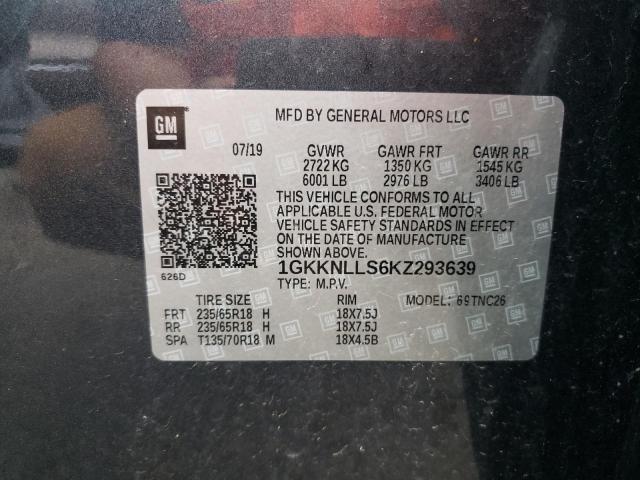 GM
MFD BY GENERAL MOTORS LLC
07/19 GVWR GAWR FRT GAWR RR
2722 KG 1350 KG 1545 KG
6001 LB 2976 LB 3406 LB
THIS VEHICLE CONFORMS TO ALL
APPLICABLE U.S. FEDERAL MOTOR
VEHICLE SAFETY STANDARDS IN EFFECT
ON THE DATE OF MANUFACTURE
SHOWN ABOVE.
626D
1GKKNLLS6KZ293639
TYPE: M.P.V.
TIRE SIZE RIM MODEL: 69TNC26
FRT 235/65R18 H 18X7.5J
RR 235/65R18 H 18X7.5J
SPA T135/70R18 M 18X4.5B